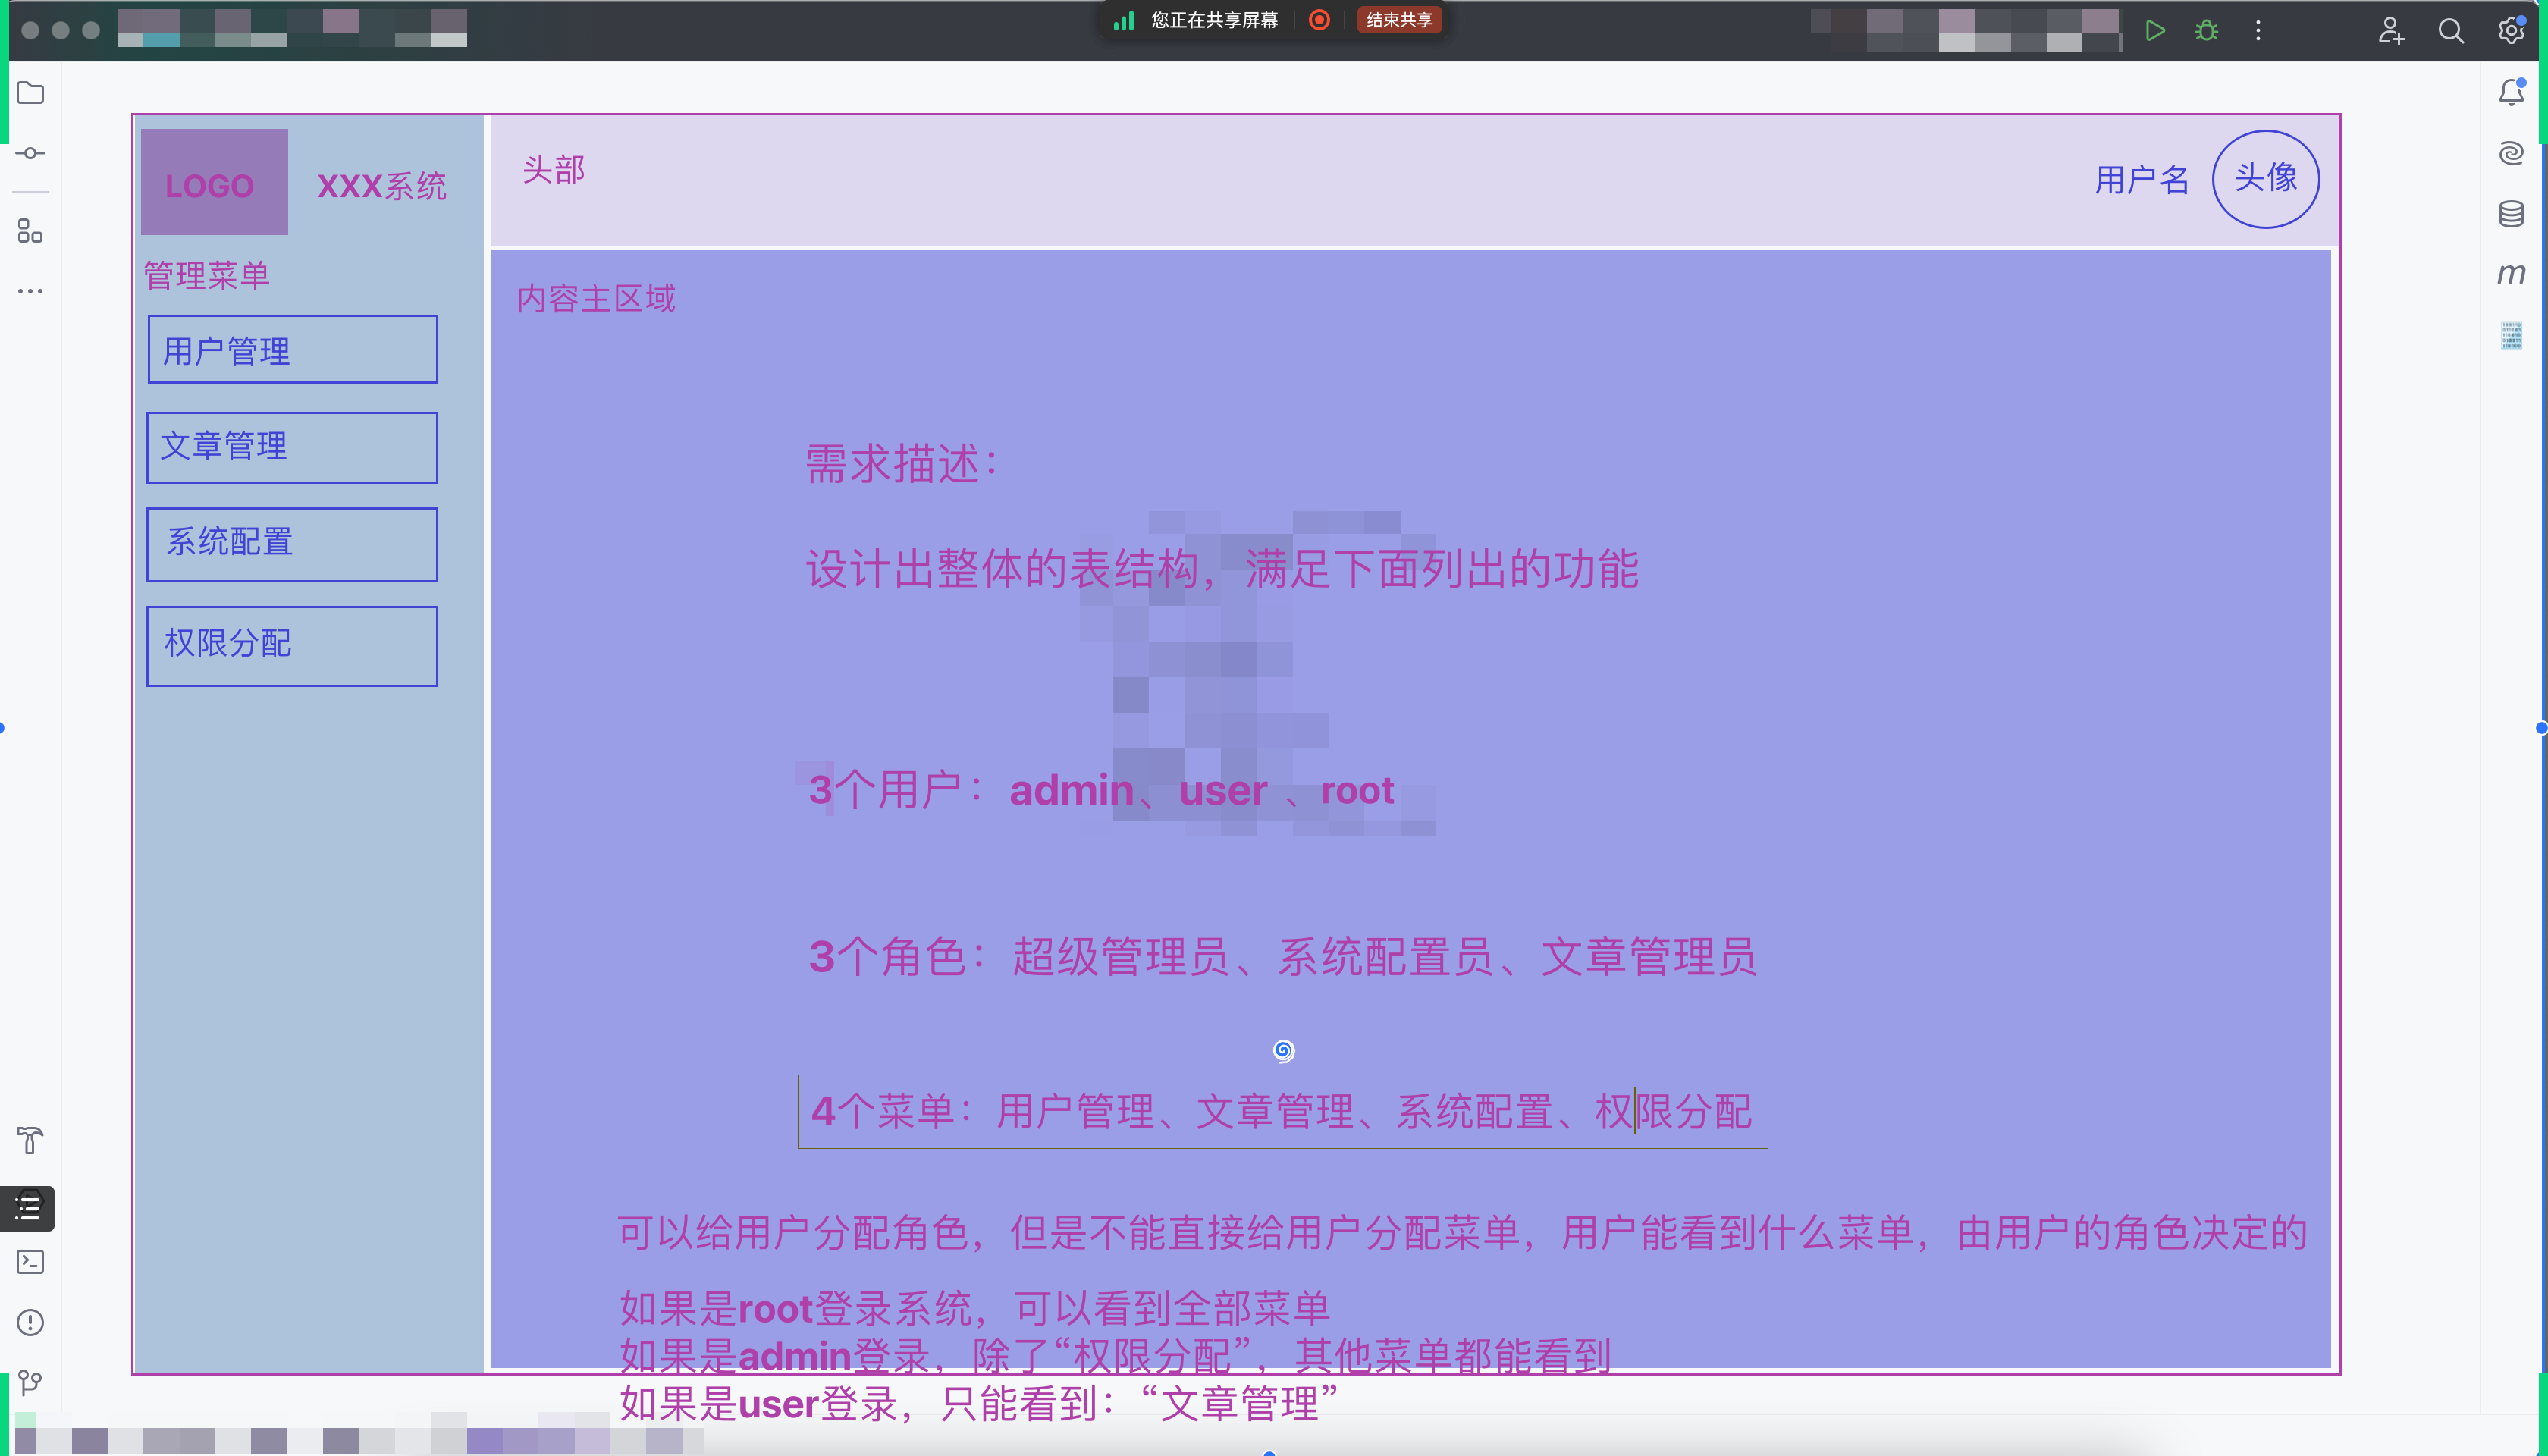 您正在共享屏幕 结束共享
LOGO
XXX系统
头部
用户名
头像
管理菜单
用户管理
文章管理
系统配置
权限分配
内容主区域
需求描述：
设计出整体的表结构，满足下面列出的功能
3个用户：admin、user 、root
3个角色：超级管理员、系统配置员、文章管理员
4个菜单：用户管理、文章管理、系统配置、权限分配
可以给用户分配角色，但是不能直接给用户分配菜单，用户能看到什么菜单，由用户的角色决定的
如果是root登录系统，可以看到全部菜单
如果是admin登录，除了“权限分配”，其他菜单都能看到
如果是user登录，只能看到：“文章管理”
m